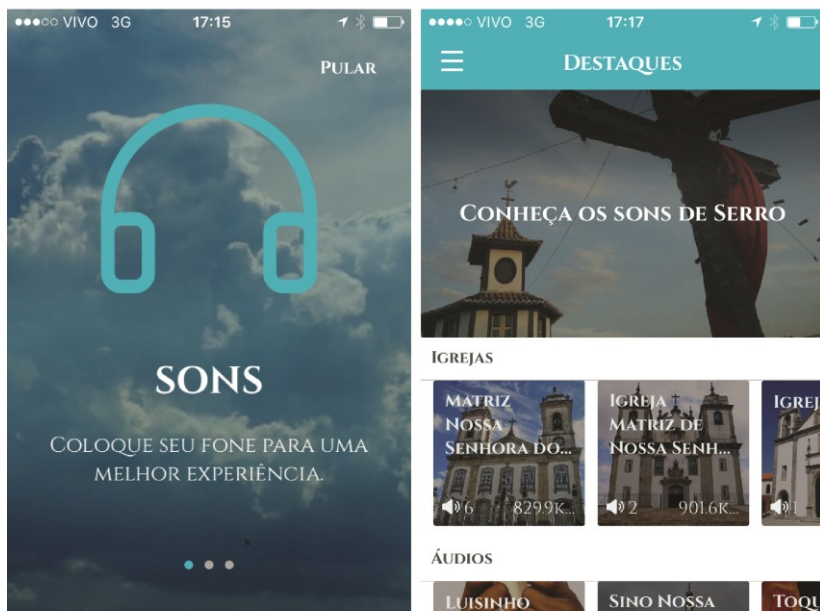 VIVO 3G 17:15
PULAR
SONS
COLOQUE SEU FONE PARA UMA
MELHOR EXPERIÊNCIA.
VIVO 3G 17:17
DESTAQUES
CONHEÇA OS SONS DE SERRO
IGREJAS
MATRIZ
NOSSA
SENHORA DO...
6 829.9K...
IGREJA
MATRIZ DE
NOSSA SENH...
2 901.6K...
IGREJ
1
ÁUDIOS
LUISINHO
SINO NOSSA
TOQU